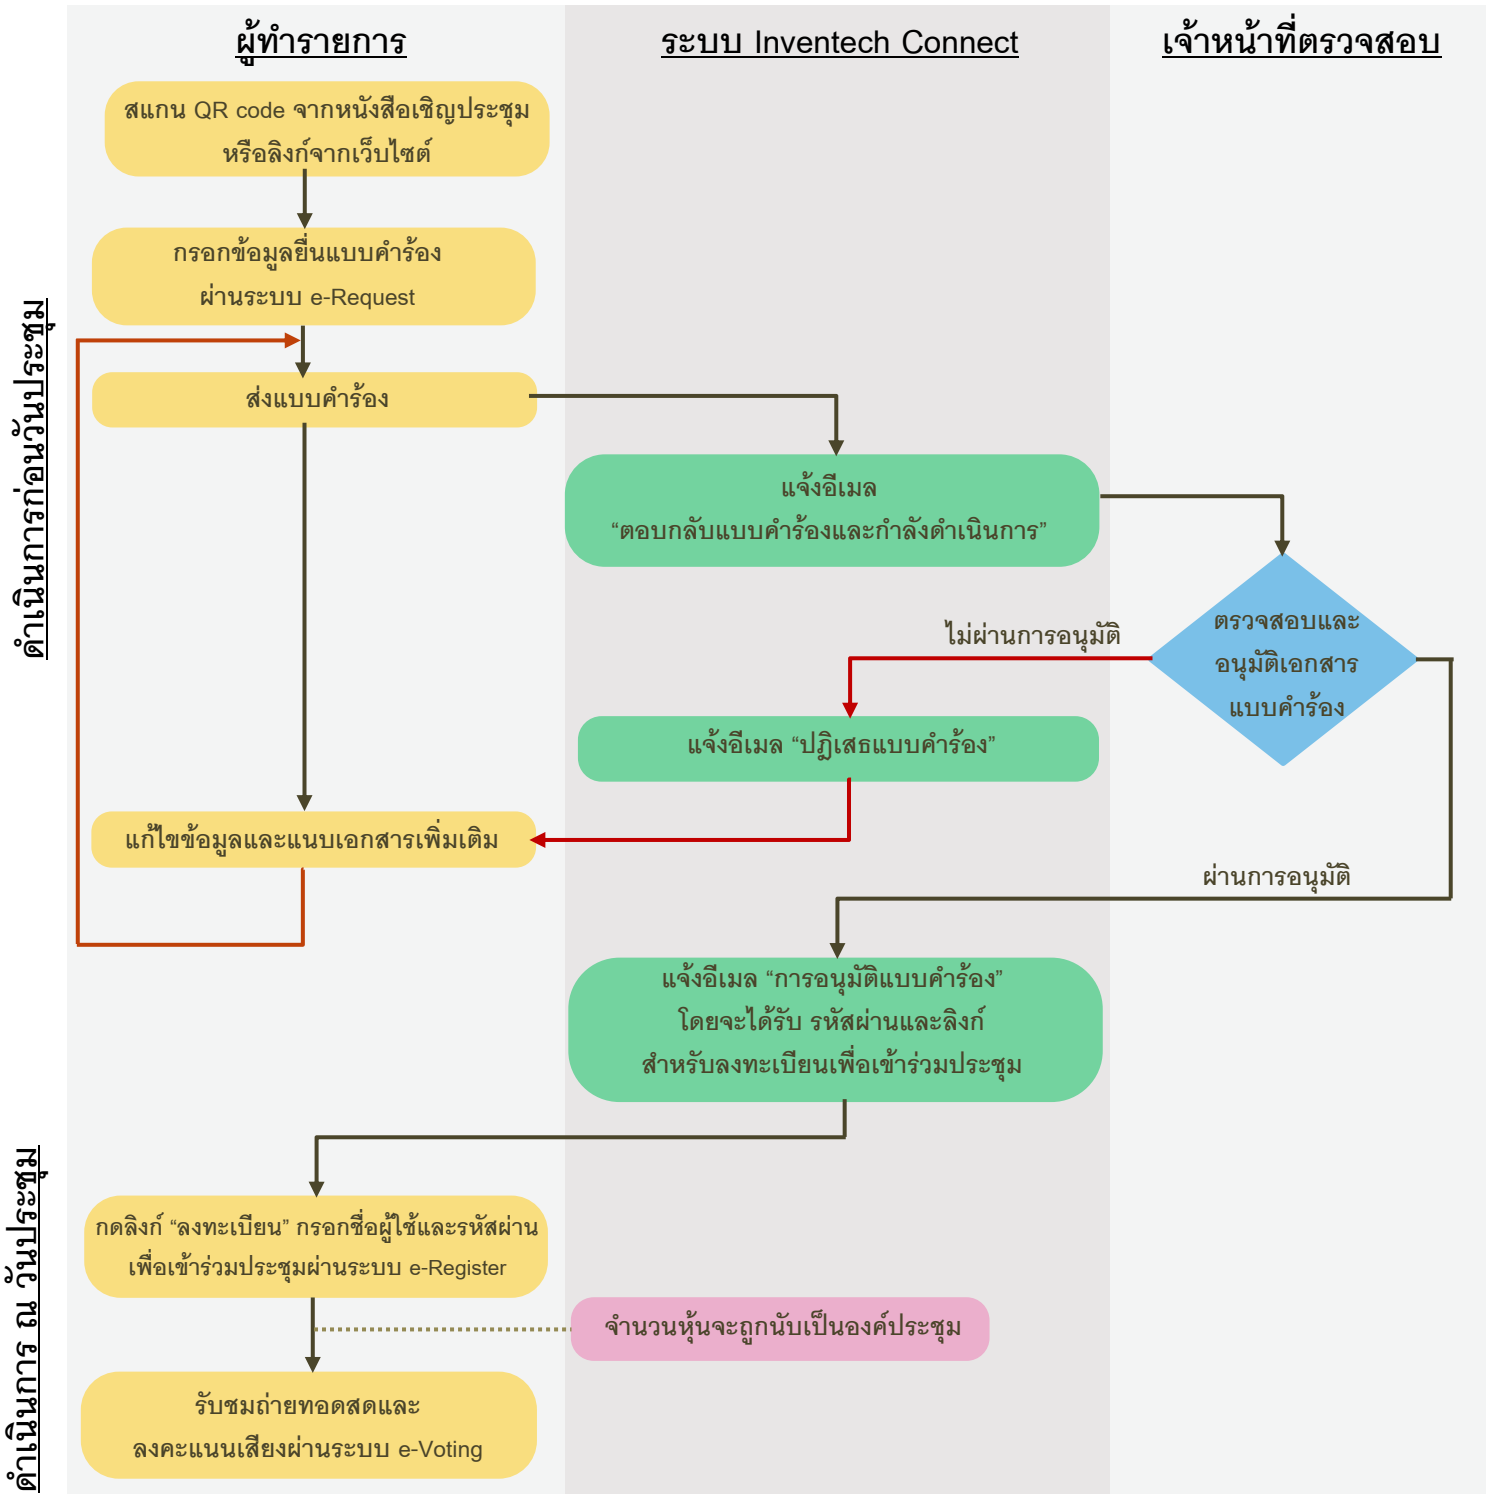 ผู้ทำรายการ
ระบบ Inventech Connect
เจ้าหน้าที่ตรวจสอบ
ดำเนินการก่อนวันประชุม
สแกน QR code จากหนังสือเชิญประชุม
หรือลิงก์จากเว็บไซต์
กรอกข้อมูลยื่นแบบคำร้อง
ผ่านระบบ e-Request
ส่งแบบคำร้อง
แจ้งอีเมล
“ตอบกลับแบบคำร้องและกำลังดำเนินการ”
ตรวจสอบและ
อนุมัติเอกสาร
แบบคำร้อง
ไม่ผ่านการอนุมัติ
แจ้งอีเมล “ปฎิเสธแบบคำร้อง”
แก้ไขข้อมูลและแนบเอกสารเพิ่มเติม
ผ่านการอนุมัติ
แจ้งอีเมล “การอนุมัติแบบคำร้อง”
โดยจะได้รับ รหัสผ่านและลิงก์
สำหรับลงทะเบียนเพื่อเข้าร่วมประชุม
ดำเนินการ ณ วันประชุม
กดลิงก์ “ลงทะเบียน” กรอกชื่อผู้ใช้และรหัสผ่าน
เพื่อเข้าร่วมประชุมผ่านระบบ e-Register
จำนวนหุ้นจะถูกนับเป็นองค์ประชุม
รับชมถ่ายทอดสดและ
ลงคะแนนเสียงผ่านระบบ e-Voting